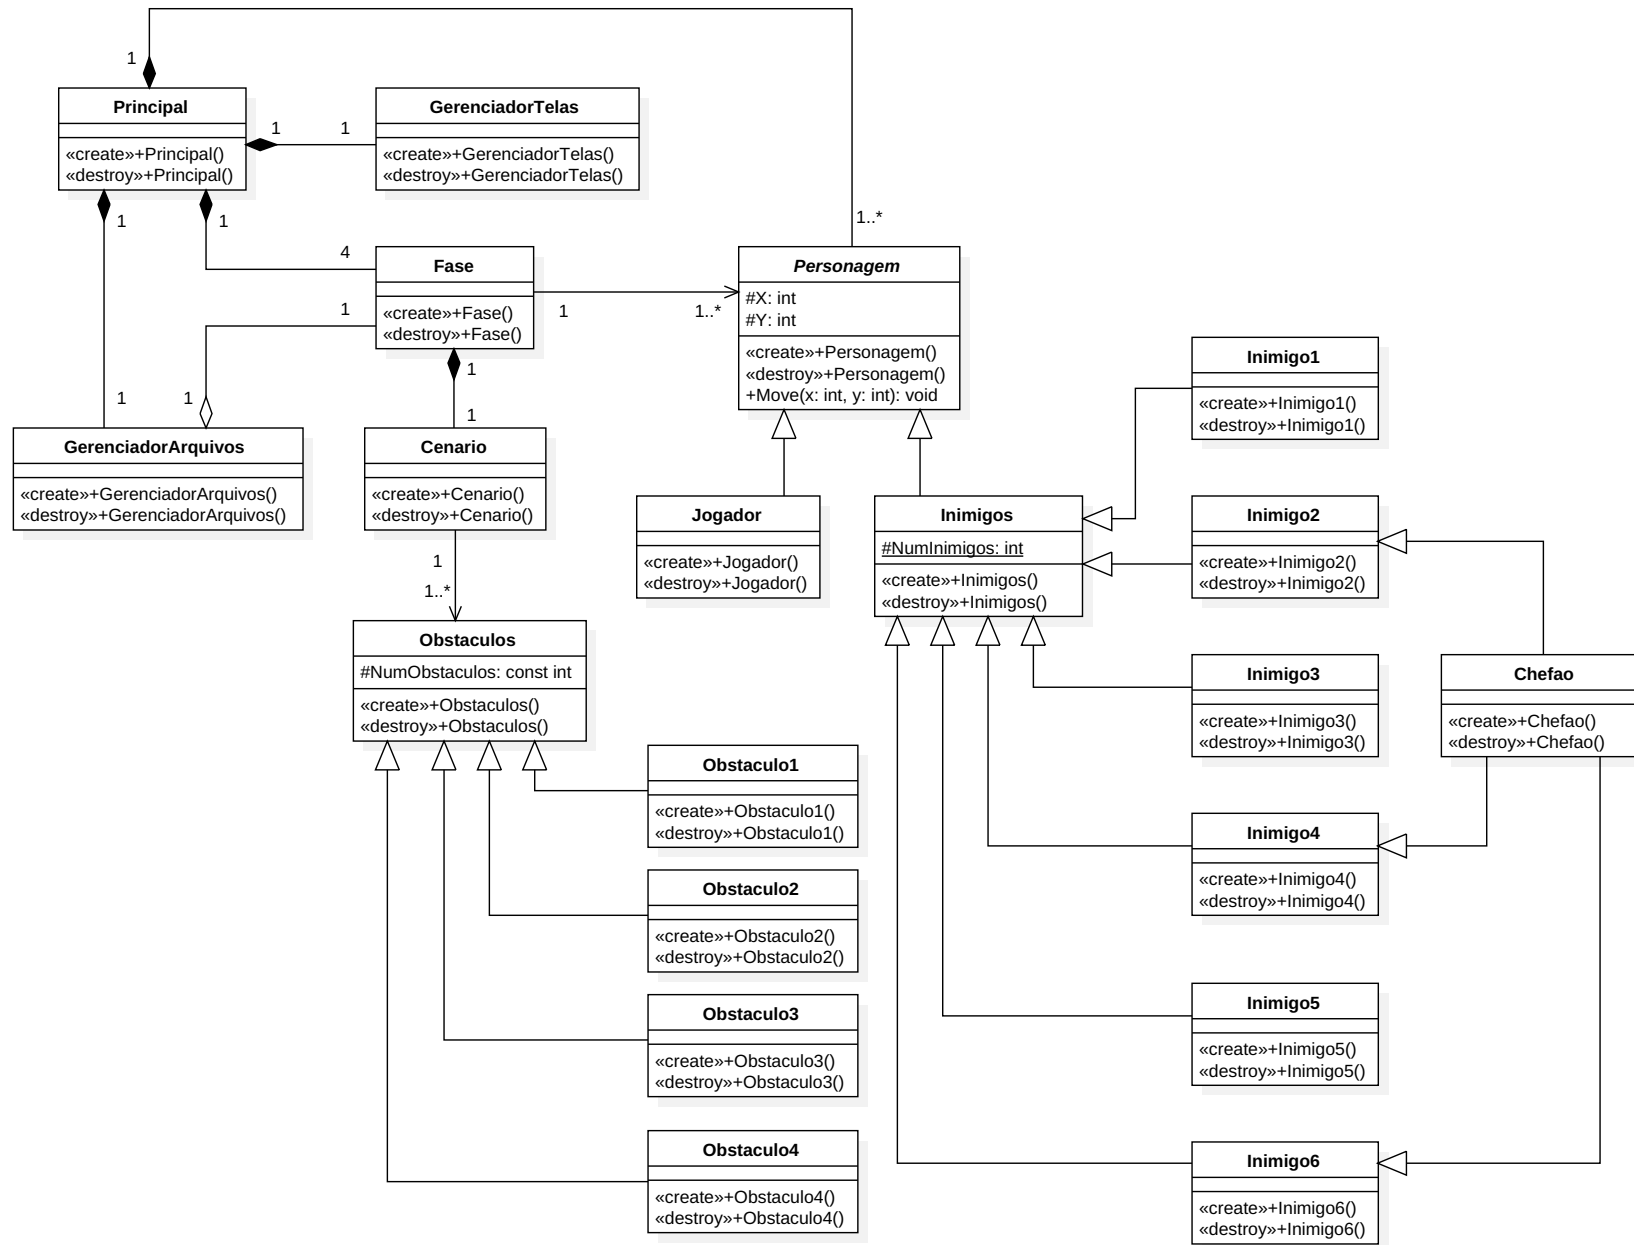 1
Principal
«create»+Principal()
«destroy»+Principal()
1
1
GerenciadorTelas
«create»+GerenciadorTelas()
«destroy»+GerenciadorTelas()
1
1
4
1..*
Fase
«create»+Fase()
«destroy»+Fase()
1
1
1..*
Personagem
#X: int
#Y: int
«create»+Personagem()
«destroy»+Personagem()
+Move(x: int, y: int): void
1
1
1
1
GerenciadorArquivos
«create»+GerenciadorArquivos()
«destroy»+GerenciadorArquivos()
Cenario
«create»+Cenario()
«destroy»+Cenario()
1
1..*
Jogador
«create»+Jogador()
«destroy»+Jogador()
Inimigos
#NumInimigos: int
«create»+Inimigos()
«destroy»+Inimigos()
Inimigo1
«create»+Inimigo1()
«destroy»+Inimigo1()
Inimigo2
«create»+Inimigo2()
«destroy»+Inimigo2()
Obstaculos
#NumObstaculos: const int
«create»+Obstaculos()
«destroy»+Obstaculos()
Inimigo3
«create»+Inimigo3()
«destroy»+Inimigo3()
Chefao
«create»+Chefao()
«destroy»+Chefao()
Obstaculo1
«create»+Obstaculo1()
«destroy»+Obstaculo1()
Inimigo4
«create»+Inimigo4()
«destroy»+Inimigo4()
Obstaculo2
«create»+Obstaculo2()
«destroy»+Obstaculo2()
Obstaculo3
«create»+Obstaculo3()
«destroy»+Obstaculo3()
Inimigo5
«create»+Inimigo5()
«destroy»+Inimigo5()
Obstaculo4
«create»+Obstaculo4()
«destroy»+Obstaculo4()
Inimigo6
«create»+Inimigo6()
«destroy»+Inimigo6()